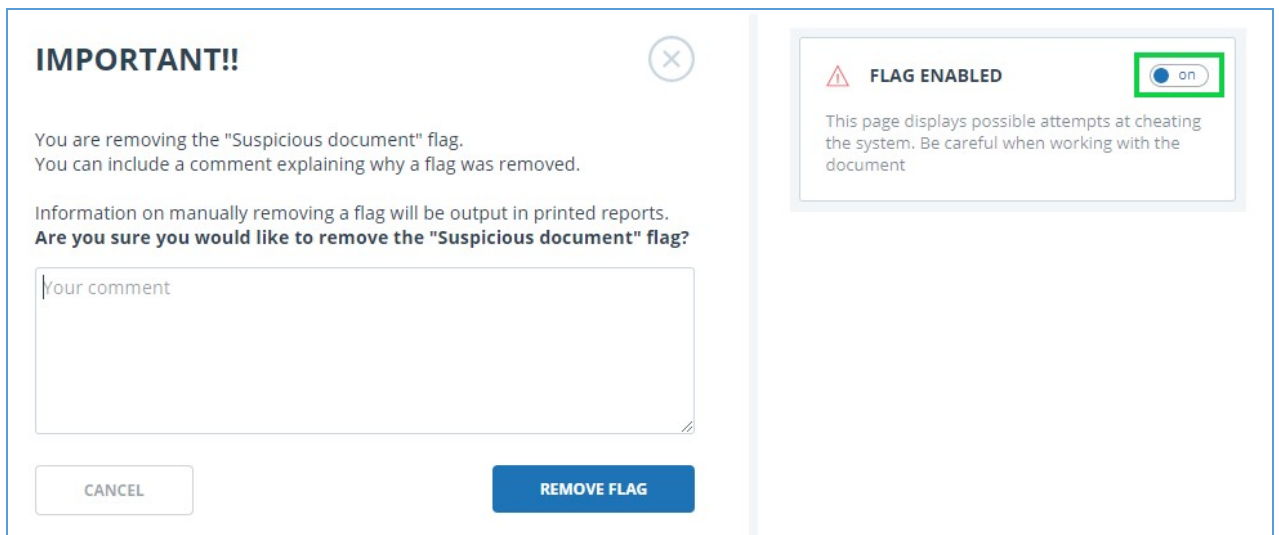 IMPORTANT!!
You are removing the "Suspicious document" flag.
You can include a comment explaining why a flag was removed.
Information on manually removing a flag will be output in printed reports.
Are you sure you would like to remove the "Suspicious document" flag?
Your comment
CANCEL
REMOVE FLAG
FLAG ENABLED
on
This page displays possible attempts at cheating
the system. Be careful when working with the
document